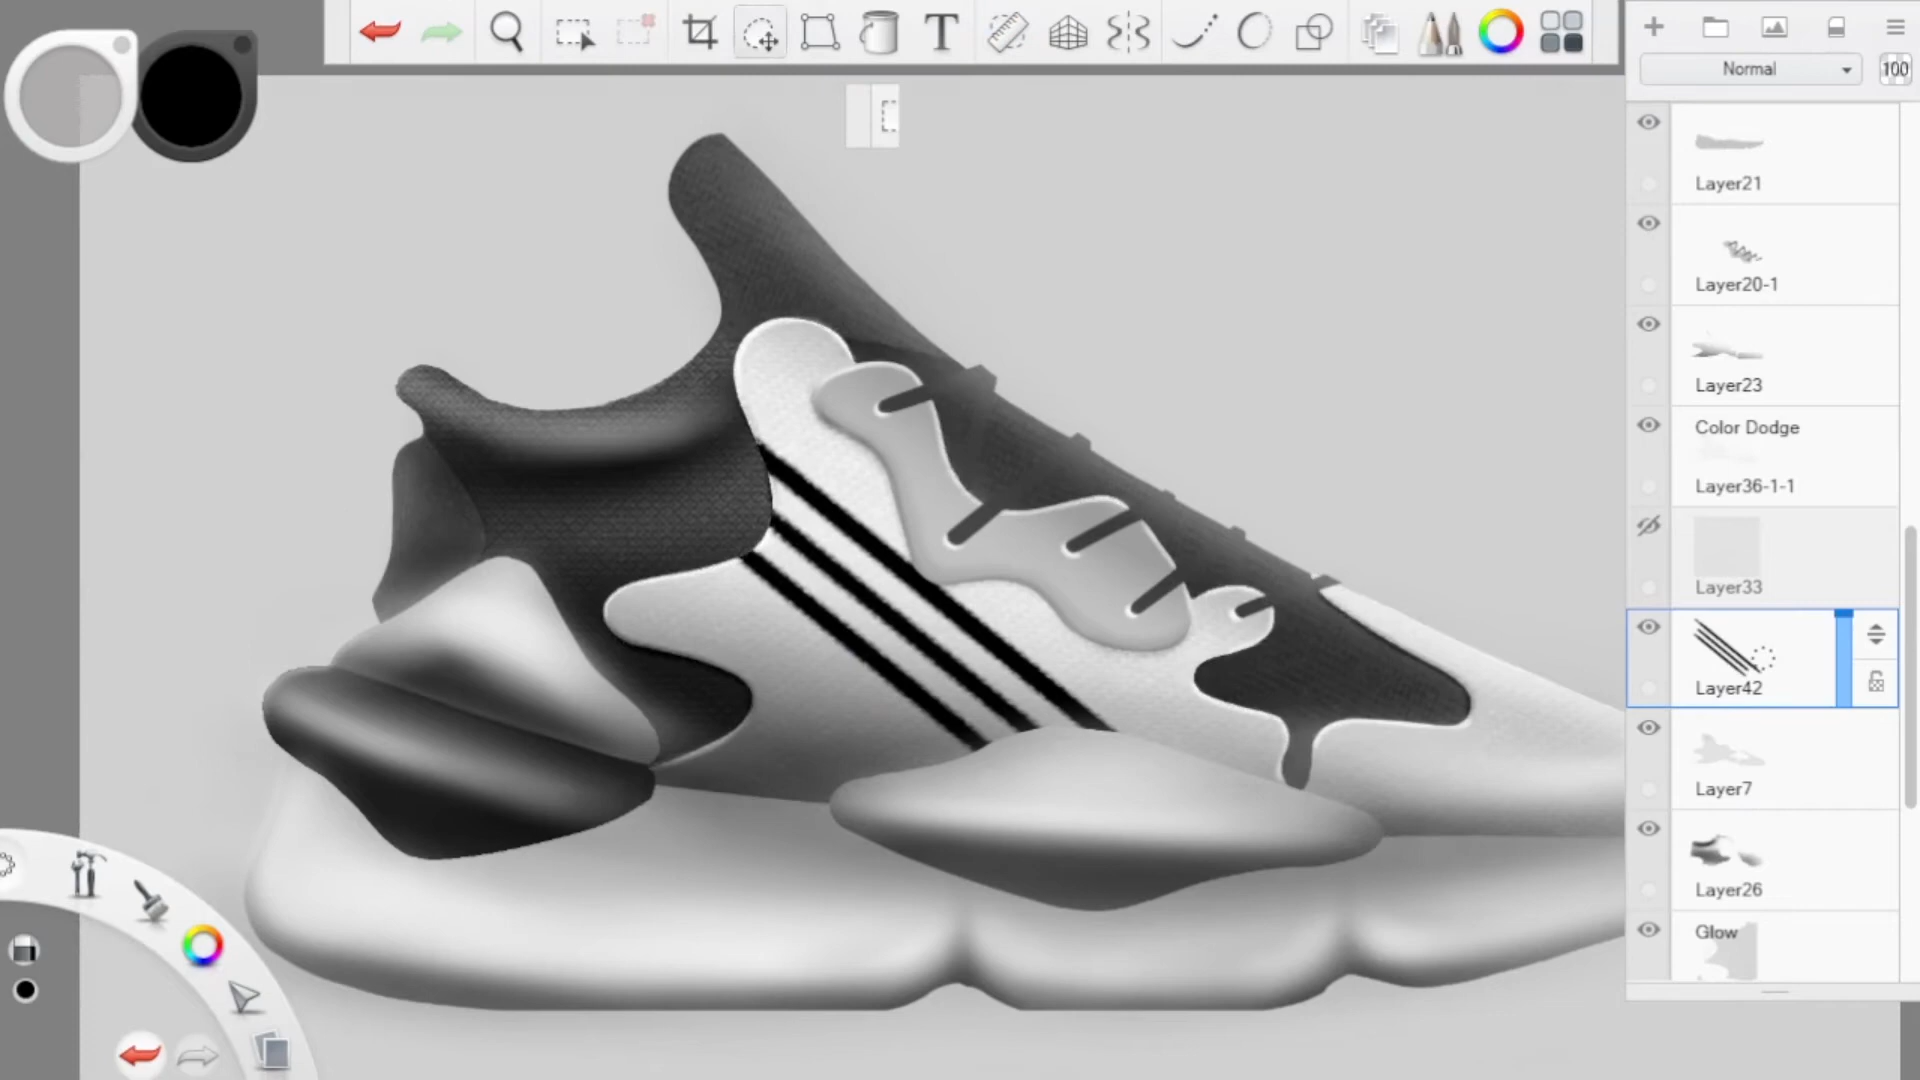 T
Normal
100
Layer21
Layer20-1
Layer23
Color Dodge
Layer36-1-1
Layer33
Layer42
Layer7
Layer26
Glow